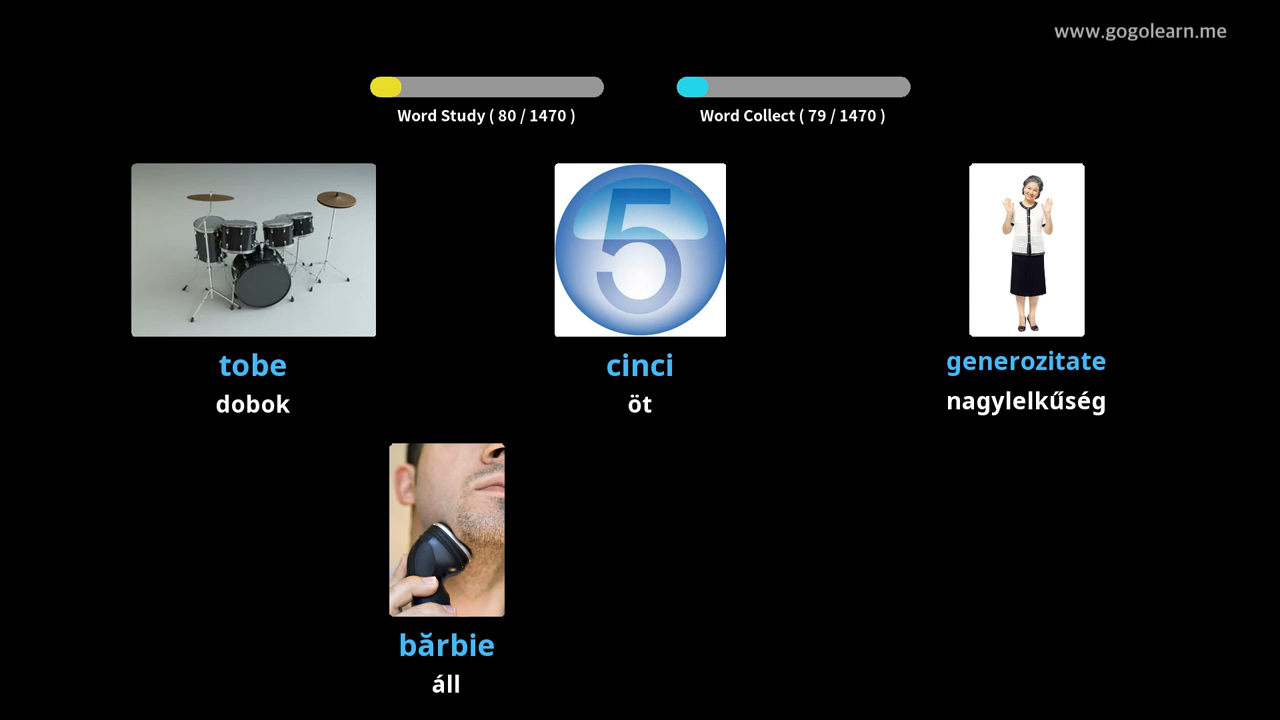 www.gogolearn.me
Word Study ( 80 / 1470 )
Word Collect ( 79 / 1470 )
5
tobe
dobok
cinci
öt
generozitate
nagylelkűség
bărbie
áll